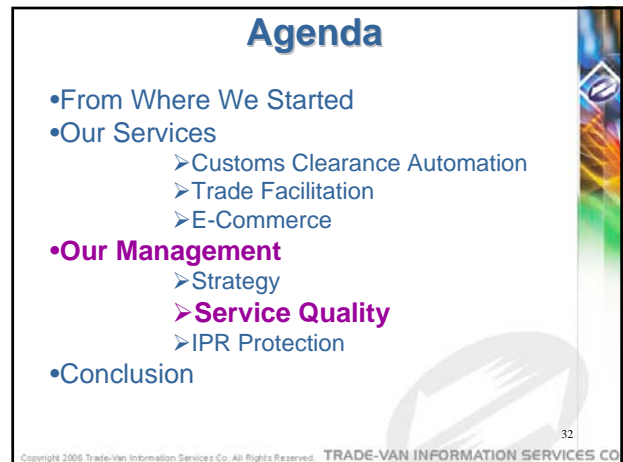 Agenda
•From Where We Started
•Our Services
➢Customs Clearance Automation
➢Trade Facilitation
➢E-Commerce
•Our Management
➢Strategy
➢Service Quality
➢IPR Protection
•Conclusion
32
Copyright 2006 Trade-Van Information Services Co. All Rights Reserved. TRADE-VAN INFORMATION SERVICES CO